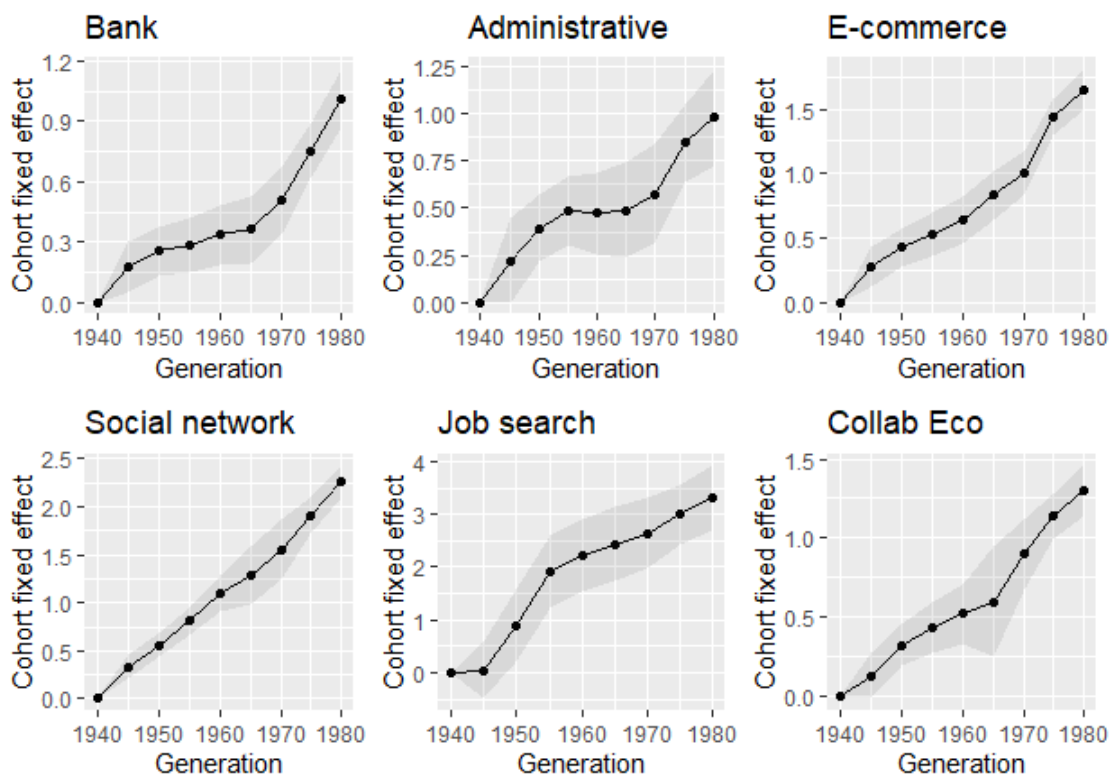 Bank
Cohort fixed effect
1.2
0.9
0.6
0.3
0.0
1940 1950 1960 1970 1980
Generation
Administrative
Cohort fixed effect
1.25
1.00
0.75
0.50
0.25
0.00
1940 1950 1960 1970 1980
Generation
E-commerce
Cohort fixed effect
1.5
1.0
0.5
0.0
1940 1950 1960 1970 1980
Generation
Social network
Cohort fixed effect
2.5
2.0
1.5
1.0
0.5
0.0
1940 1950 1960 1970 1980
Generation
Job search
Cohort fixed effect
4
3
2
1
0
1940 1950 1960 1970 1980
Generation
Collab Eco
Cohort fixed effect
1.5
1.0
0.5
0.0
1940 1950 1960 1970 1980
Generation